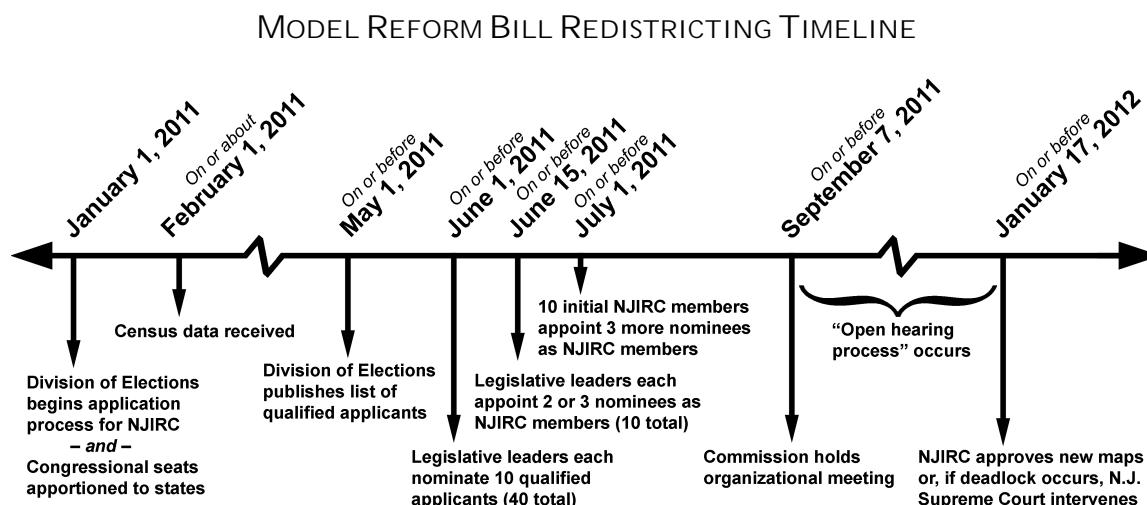 MODEL REFORM BILL REDISTRICTING TIMELINE
January 1, 2011
On or about
February 1, 2011
On or before
May 1, 2011
On or before
June 1, 2011
On or before
June 15, 2011
On or before
July 1, 2011
On or before
September 7, 2011
On or before
January 17, 2012
Division of Elections
begins application
process for NJIRC
– and –
Congressional seats
apportioned to states
Census data received
Division of Elections
publishes list of
qualified applicants
Legislative leaders each
nominate 10 qualified
applicants (40 total)
Legislative leaders each
appoint 2 or 3 nominees as
NJIRC members (10 total)
10 initial NJIRC members
appoint 3 more nominees
as NJIRC members
Commission holds
organizational meeting
“Open hearing
process” occurs
NJIRC approves new maps
or, if deadlock occurs, N.J.
Supreme Court intervenes